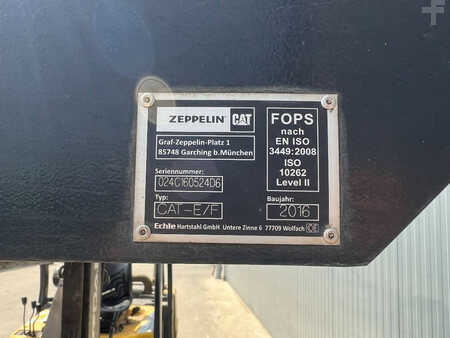 ZEPPELIN CAT
Graf-Zeppelin-Platz 1
85748 Garching b.München
Seriennummer:
024C160524D6
Typ:
CAT-E/F
Baujahr:
2016
FOPS
nach
EN ISO
3449:2008
ISO
10262
Level II
Echle Hartstahl GmbH Untere Zinne 6 77709 Wolfach CE